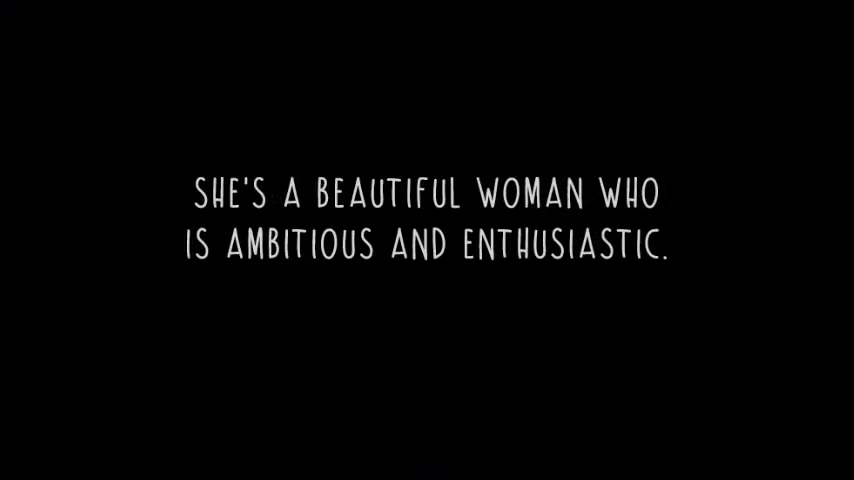 SHE'S A BEAUTIFUL WOMAN WHO
IS AMBITIOUS AND ENTHUSIASTIC.